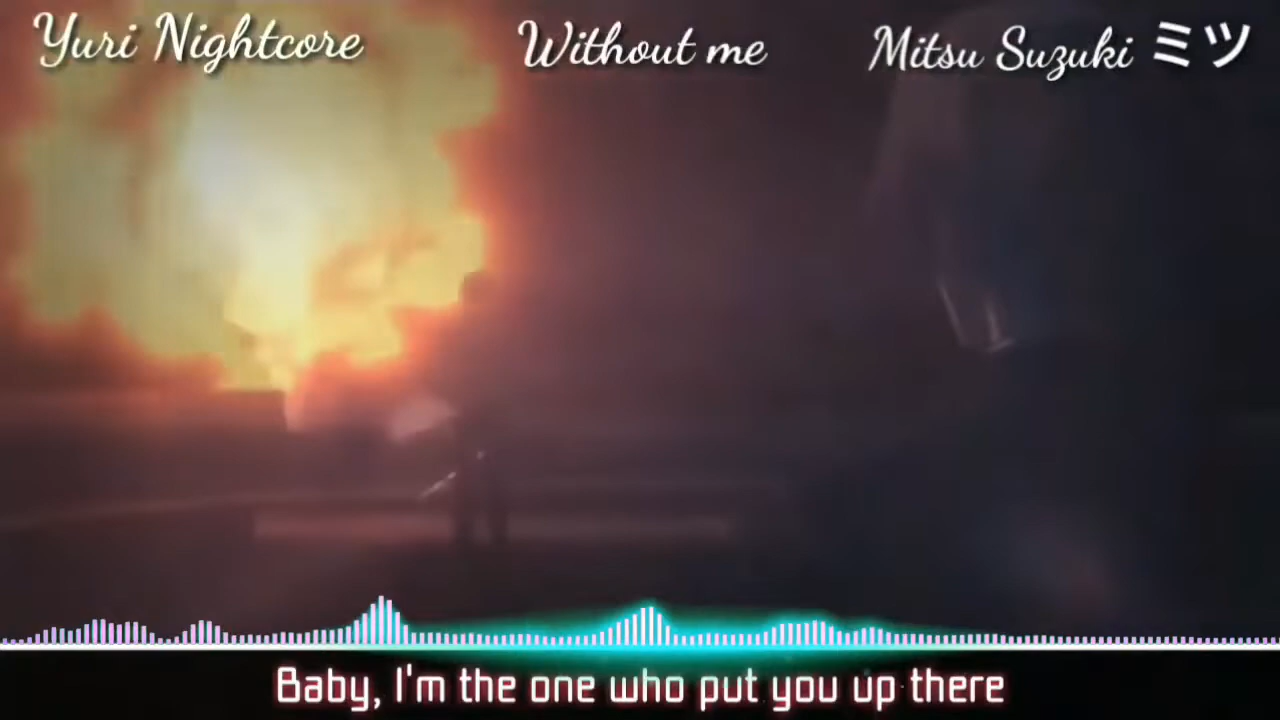 Yuri Nightcore
Without me
Mitsu Suzuki ミツ
Baby, I'm the one who put you up there